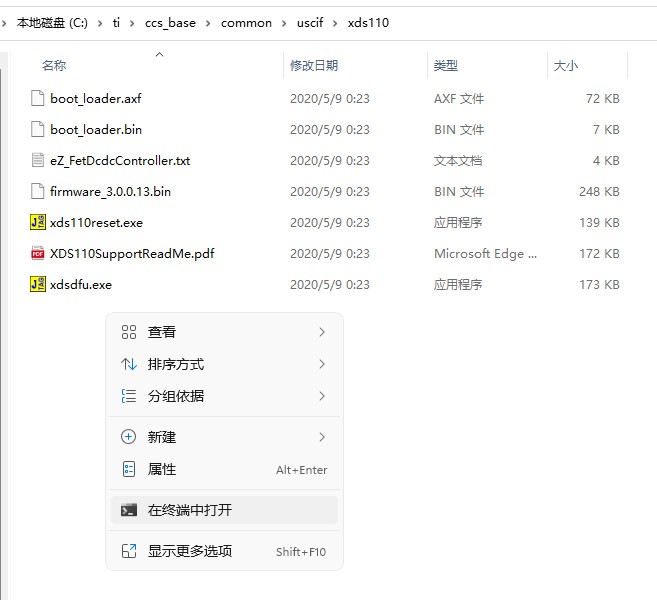 本地磁盘 (C:) › ti › ccs_base › common › uscif › xds110
名称 修改日期 类型 大小
boot_loader.axf 2020/5/9 0:23 AXF 文件 72 KB
boot_loader.bin 2020/5/9 0:23 BIN 文件 7 KB
eZ_FetDcdcController.txt 2020/5/9 0:23 文本文档 4 KB
firmware_3.0.0.13.bin 2020/5/9 0:23 BIN 文件 248 KB
xds110reset.exe 2020/5/9 0:23 应用程序 139 KB
XDS110SupportReadMe.pdf 2020/5/9 0:23 Microsoft Edge ... 172 KB
xdsdfu.exe 2020/5/9 0:23 应用程序 173 KB
查看
排序方式
分组依据
新建
属性 Alt+Enter
在终端中打开
显示更多选项 Shift+F10